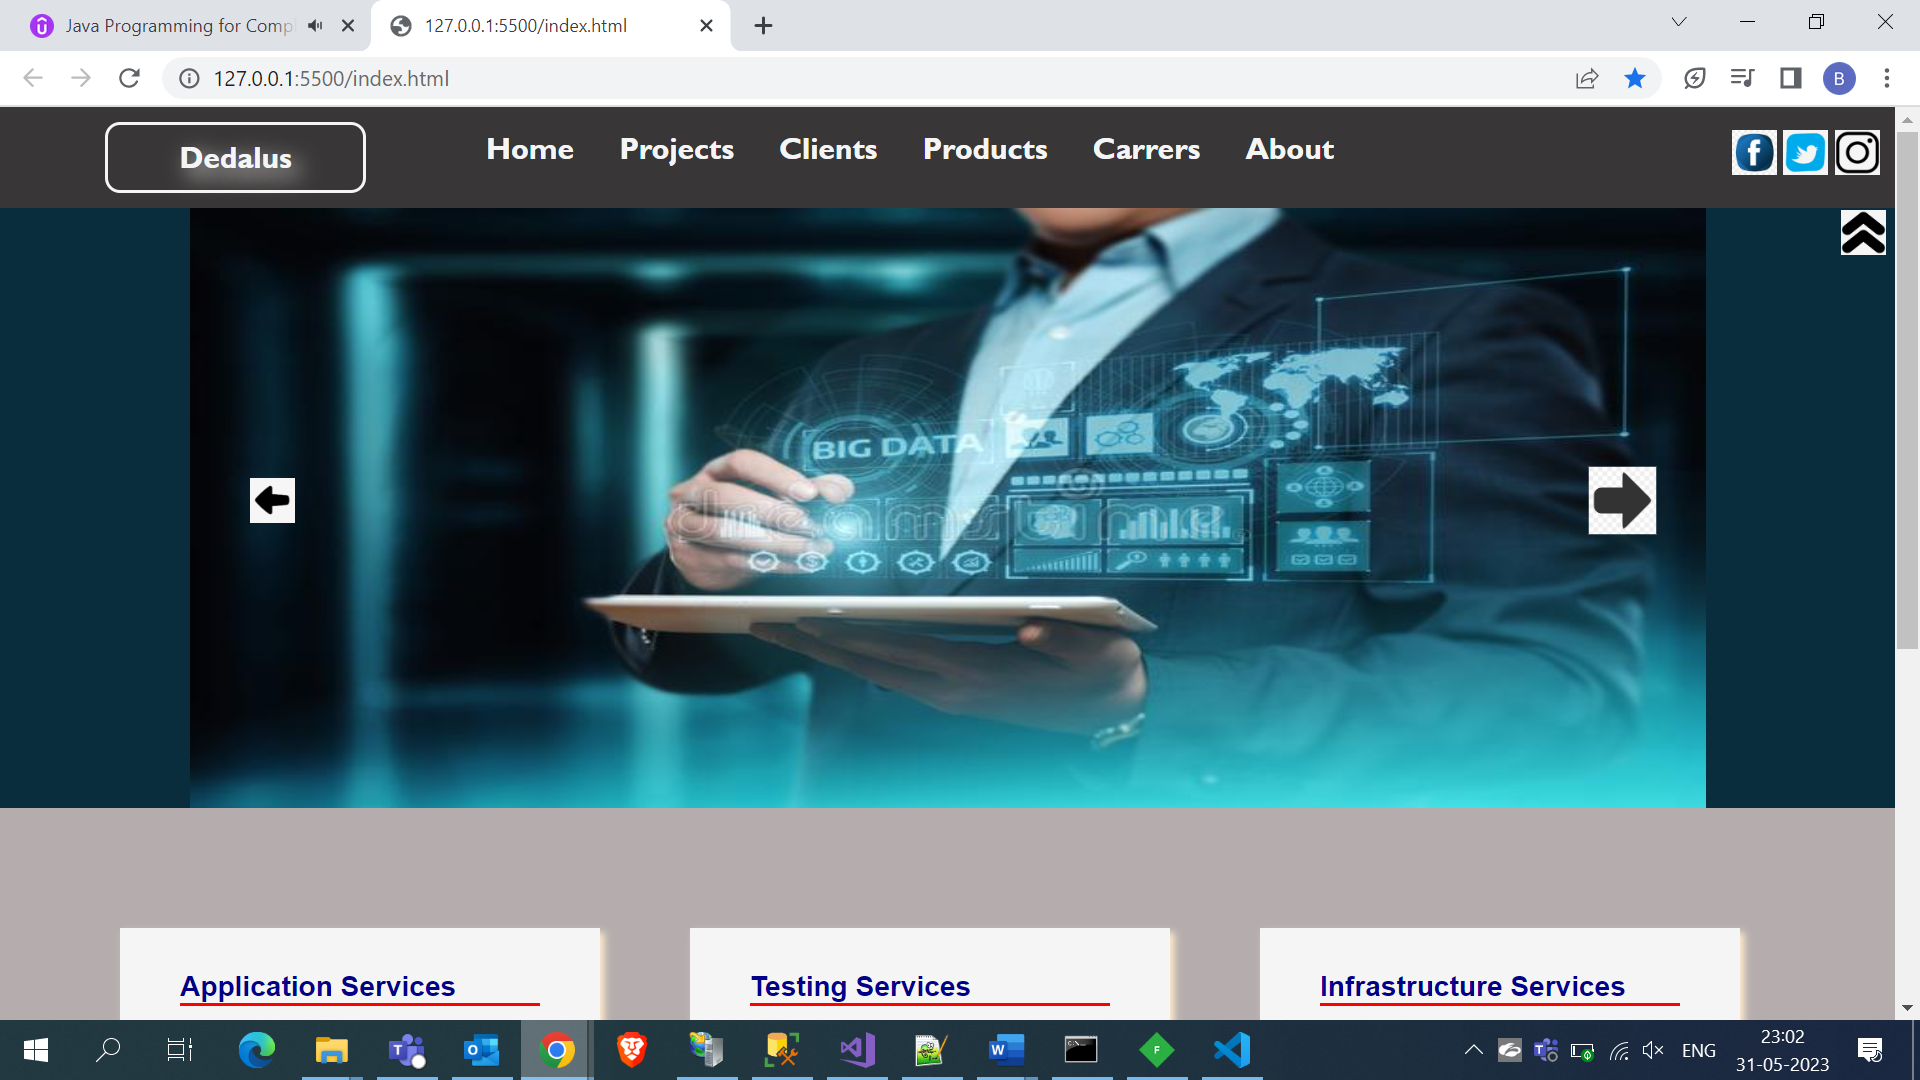 Java Programming for Comp
127.0.0.1:5500/index.html
127.0.0.1:5500/index.html
B
Dedalus
Home Projects Clients Products Carrers About
BIG DATA
dreamstime
Application Services
Testing Services
Infrastructure Services
ENG
23:02
31-05-2023